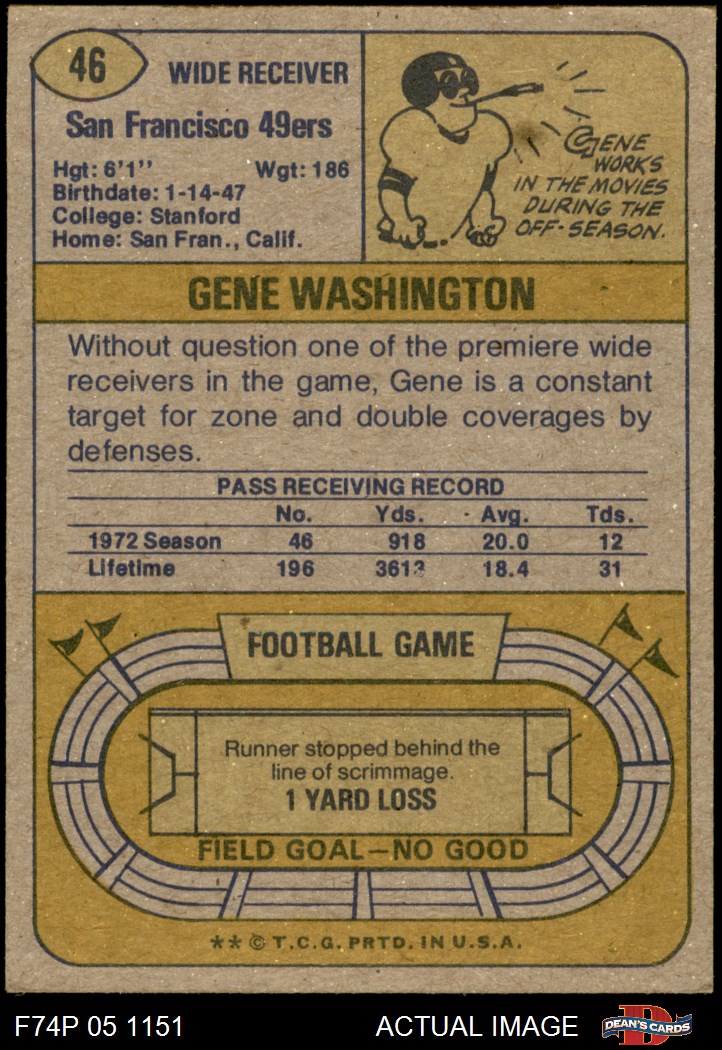 46
WIDE RECEIVER
San Francisco 49ers
Hgt: 6'1'' Wgt: 186
Birthdate: 1-14-47
College: Stanford
Home: San Fran., Calif.
GENE
WORKS
IN THE MOVIES
DURING THE
OFF-SEASON.
GENE WASHINGTON
Without question one of the premiere wide
receivers in the game, Gene is a constant
target for zone and double coverages by
defenses.
PASS RECEIVING RECORD
No. Yds. Avg. Tds.
1972 Season 46 918 20.0 12
Lifetime 196 18.4 31
FOOTBALL GAME
Runner stopped behind the
line of scrimmage.
1 YARD LOSS
FIELD GOAL—NO GOOD
** © T.C.G. PRTD. IN U.S.A.
F74P 05 1151 ACTUAL IMAGE D DEAN'S CARDS